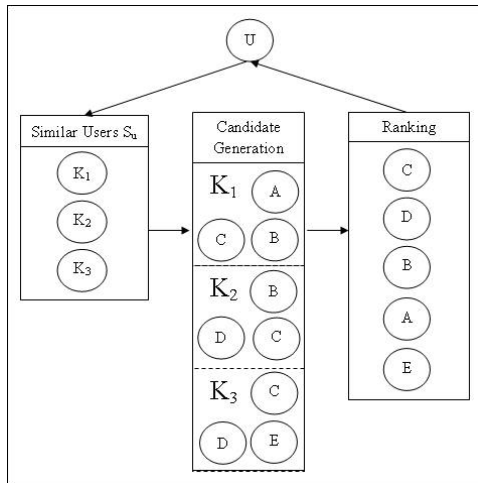 U
Similar Users Su
K1
K2
K3
Candidate
Generation
K1 A
C B
K2 B
D C
K3 C
D E
Ranking
C
D
B
A
E